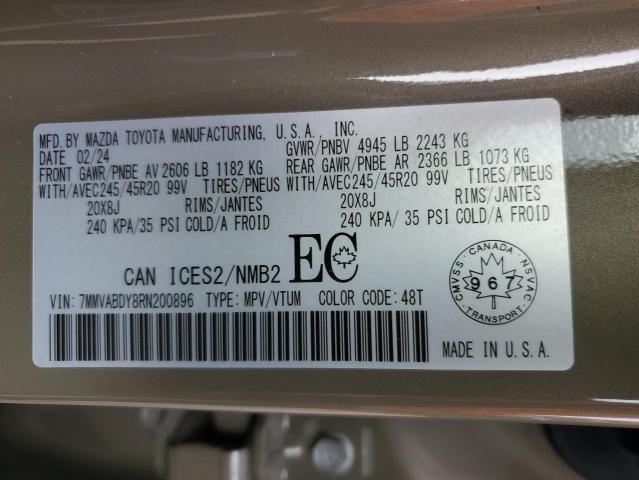 MFD. BY MAZDA TOYOTA MANUFACTURING, U.S.A., INC.
DATE 02/24 GVWR/PNBV 4945 LB 2243 KG
FRONT GAWR/PNBE AV 2606 LB 1182 KG REAR GAWR/PNBE AR 2366 LB 1073 KG
WITH/AVEC245/45R20 99V TIRES/PNEUS WITH/AVEC245/45R20 99V TIRES/PNEUS
20X8J RIMS/JANTES 20X8J RIMS/JANTES
240 KPA/35 PSI COLD/A FROID 240 KPA/ 35 PSI COLD/A FROID
CAN ICES2/NMB2 EC
CMVSS CANADA NSVAC
967
TRANSPORT
VIN: 7MMVABDY8RN200896 TYPE: MPV/VTUM COLOR CODE: 48T
MADE IN U.S.A.